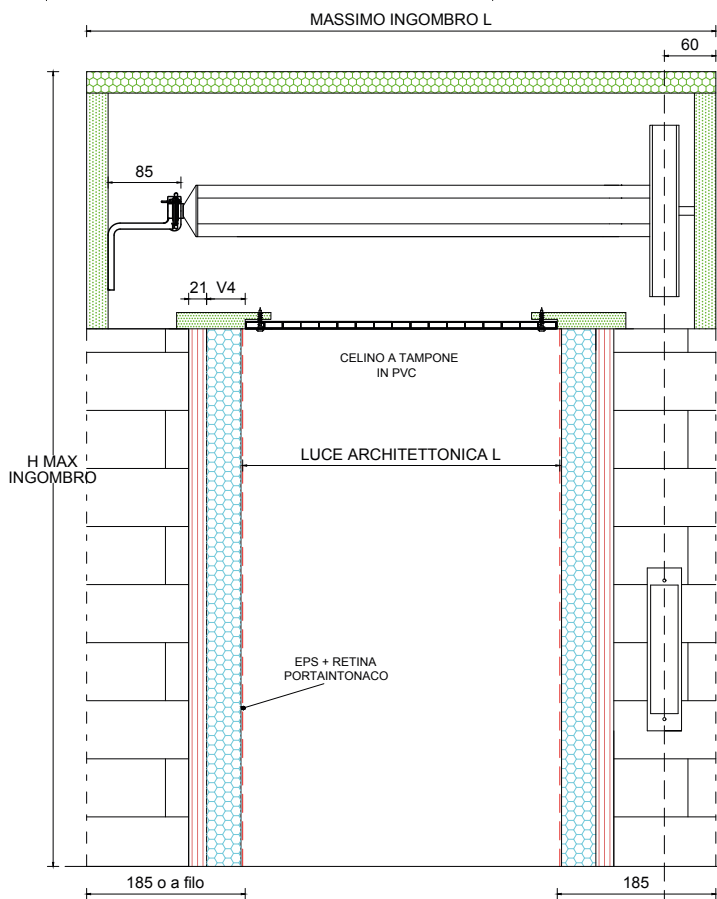 MASSIMO INGOMBRO L
60
85
21
V4
CELINO A TAMPONE
IN PVC
LUCE ARCHITETTONICA L
H MAX
INGOMBRO
EPS + RETINA
PORTAINTONACO
185 o a filo
185